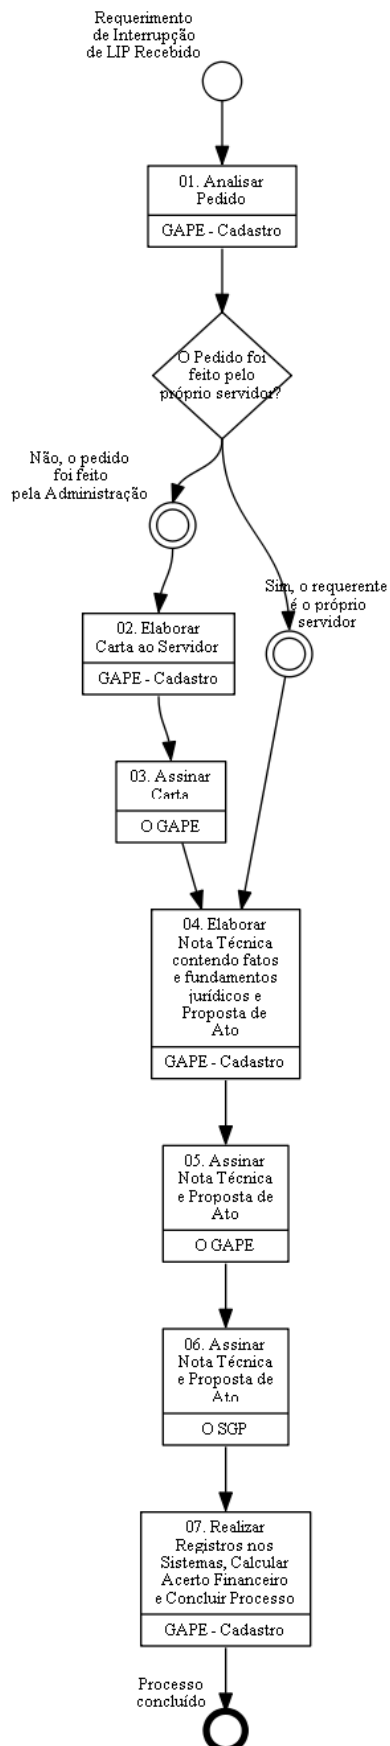 Requerimento
de Interrupção
de LIP Recebido
01. Analisar
Pedido
GAPE - Cadastro
O Pedido foi
feito pelo
próprio servidor?
Não, o pedido
foi feito
pela Administração
Sim, o requerente
é o próprio
servidor
02. Elaborar
Carta ao Servidor
GAPE - Cadastro
03. Assinar
Carta
O GAPE
04. Elaborar
Nota Técnica
contendo fatos
e fundamentos
jurídicos e
Proposta de
Ato
GAPE - Cadastro
05. Assinar
Nota Técnica
e Proposta de
Ato
O GAPE
06. Assinar
Nota Técnica
e Proposta de
Ato
O SGP
07. Realizar
Registros nos
Sistemas, Calcular
Acerto Financeiro
e Concluir Processo
GAPE - Cadastro
Processo
concluído